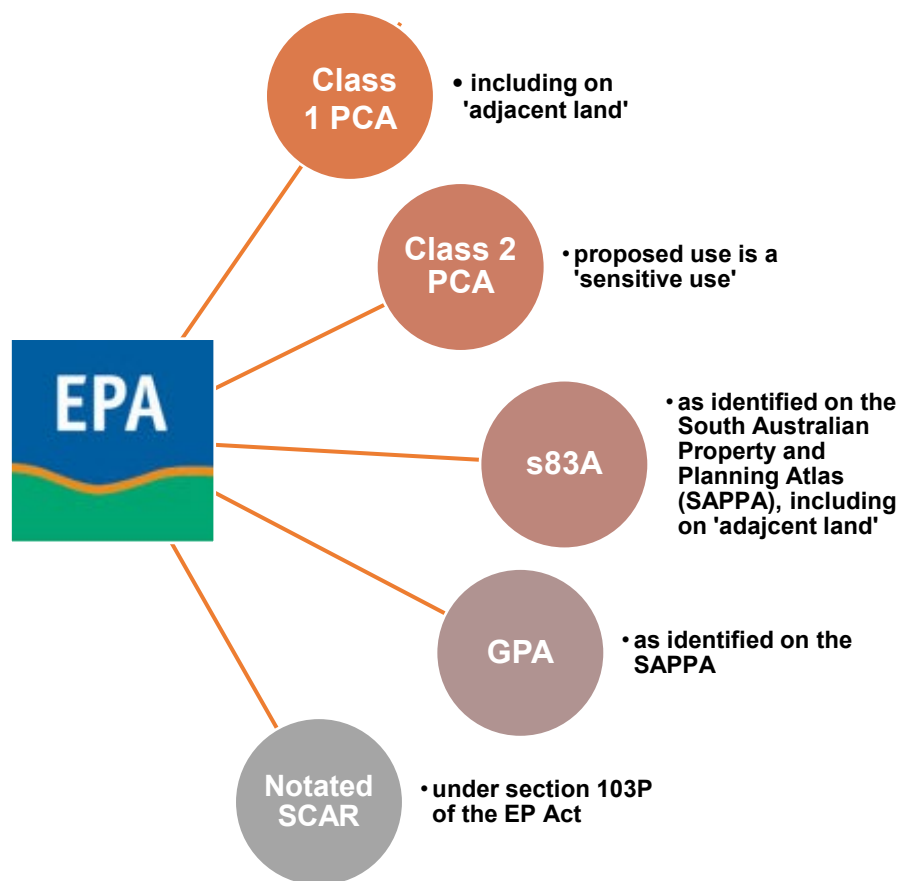 Class
1 PCA
• including on
'adjacent land'
Class 2
PCA
• proposed use is a
'sensitive use'
EPA
s83A
• as identified on the
South Australian
Property and
Planning Atlas
(SAPPA), including
on 'adajcent land'
GPA
• as identified on the
SAPPA
Notated
SCAR
• under section 103P
of the EP Act